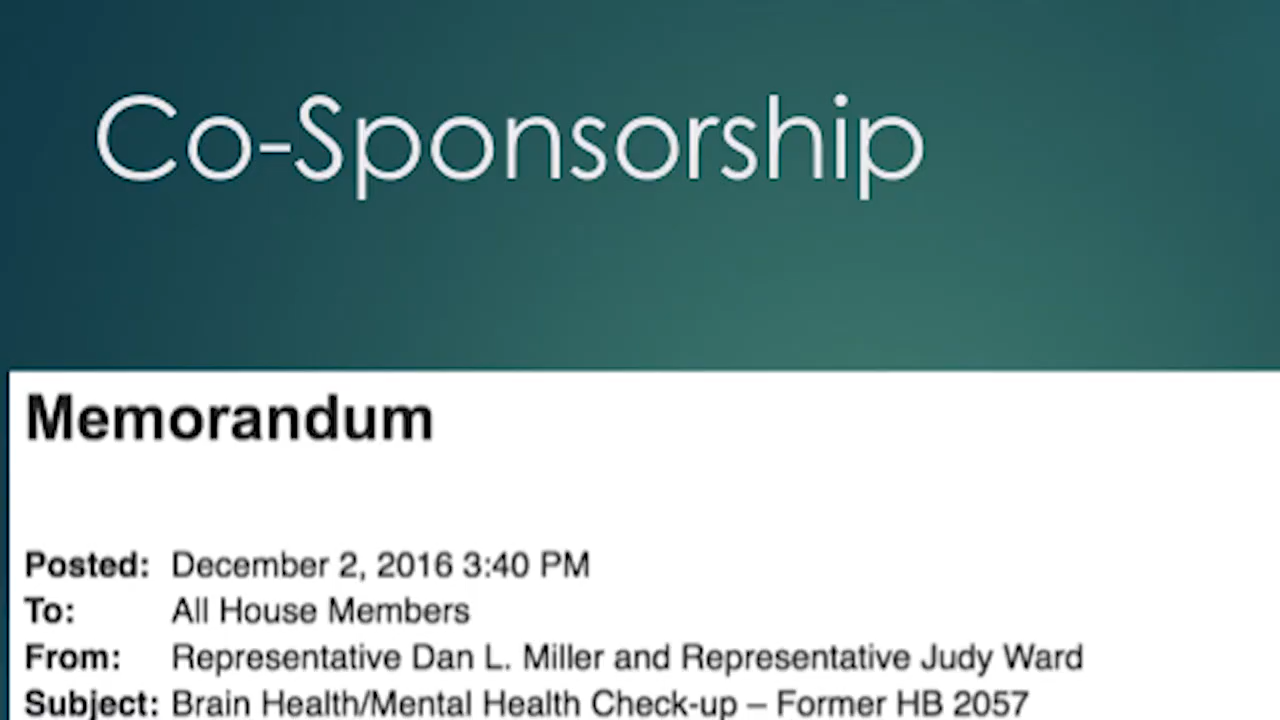 Co-Sponsorship
Memorandum
Posted: December 2, 2016 3:40 PM
To: All House Members
From: Representative Dan L. Miller and Representative Judy Ward
Subject: Brain Health/Mental Health Check-up – Former HB 2057